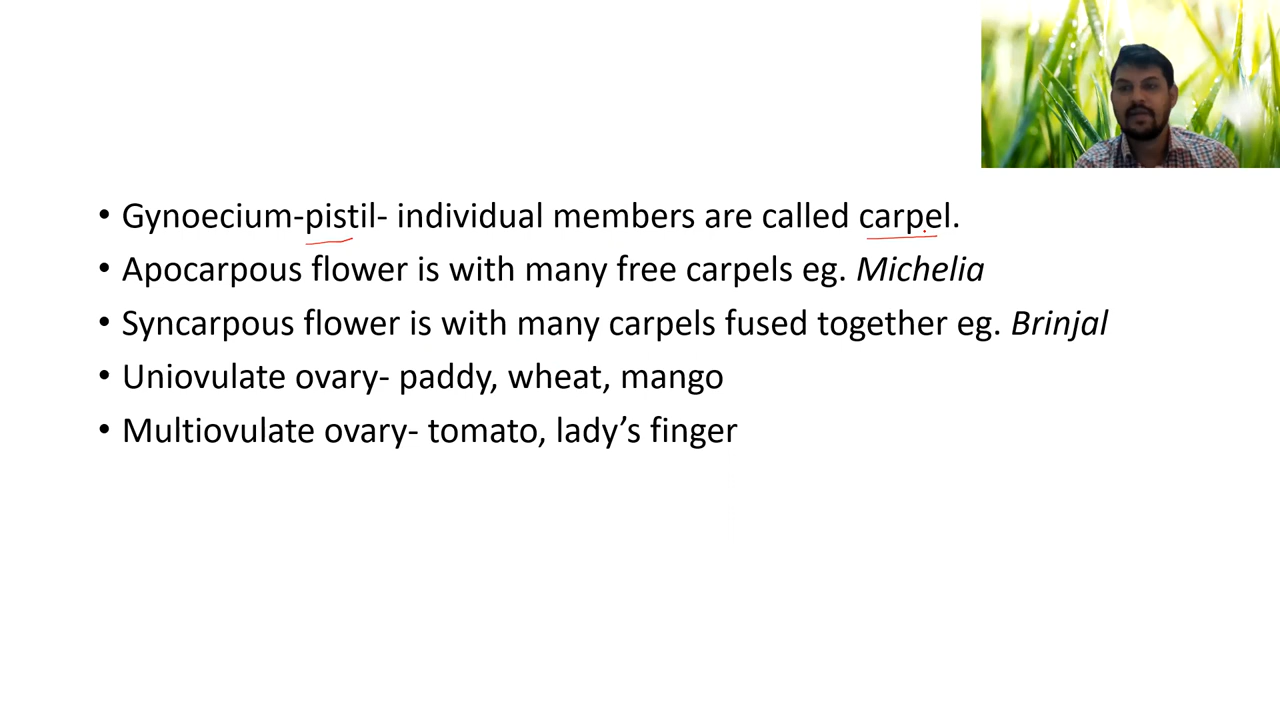 • Gynoecium-pistil- individual members are called carpel.
• Apocarpous flower is with many free carpels eg. Michelia
• Syncarpous flower is with many carpels fused together eg. Brinjal
• Uniovulate ovary- paddy, wheat, mango
• Multiovulate ovary- tomato, lady’s finger